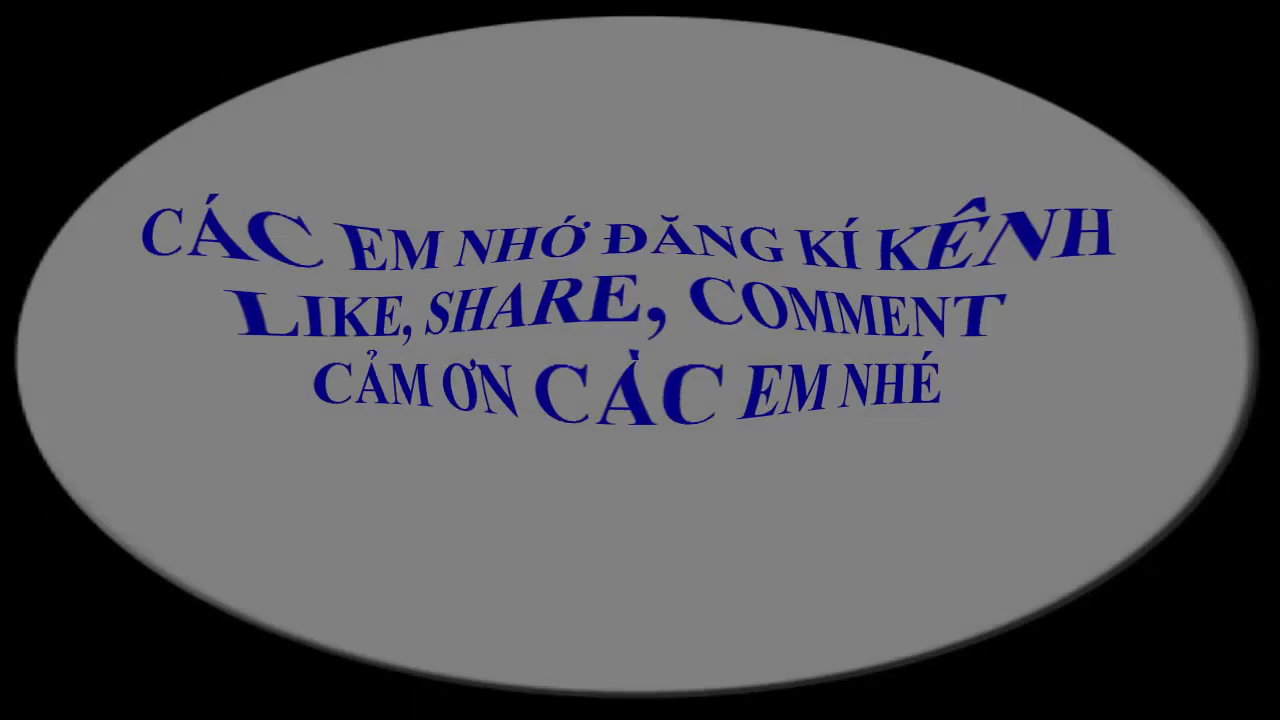 CÁC EM NHỚ ĐĂNG KÍ KÊNH
LIKE, SHARE, COMMENT
CẢM ƠN CÁC EM NHÉ